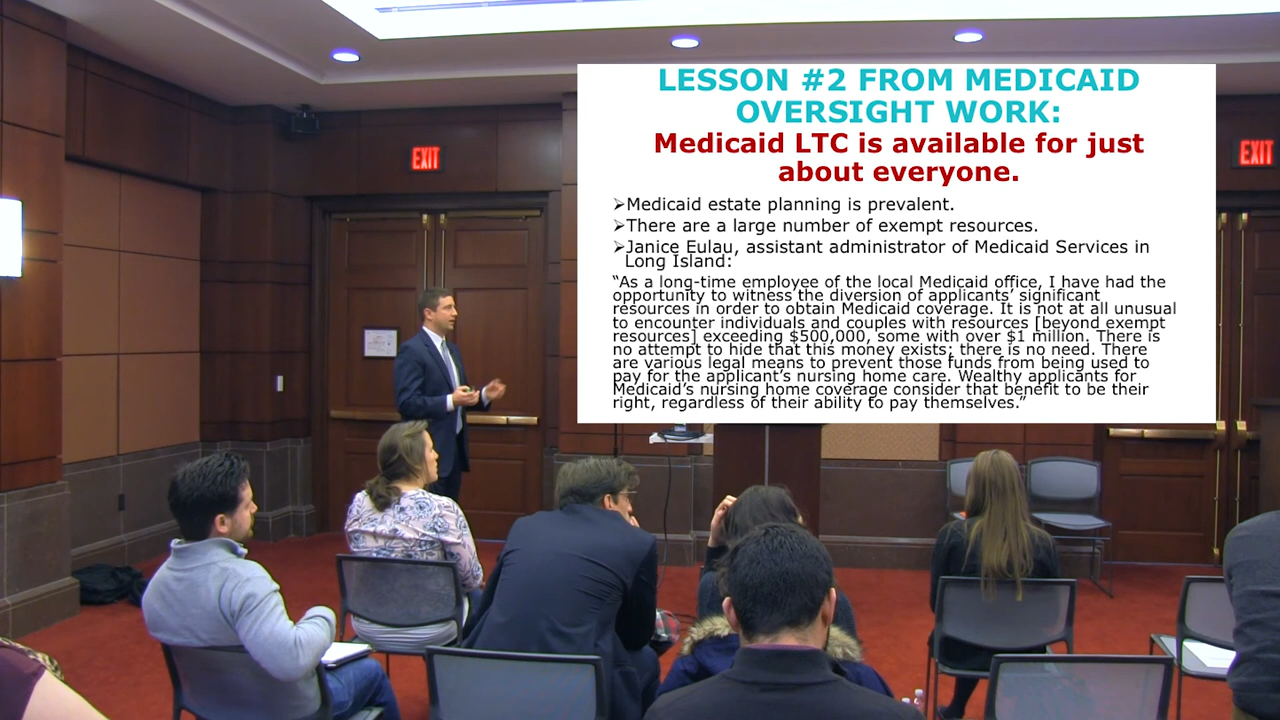 LESSON #2 FROM MEDICAID
OVERSIGHT WORK:
Medicaid LTC is available for just
about everyone.
➢Medicaid estate planning is prevalent.
➢There are a large number of exempt resources.
➢Janice Eulau, assistant administrator of Medicaid Services in
Long Island:
“As a long-time employee of the local Medicaid office, I have had the
opportunity to witness the diversion of applicants’ significant
resources in order to obtain Medicaid coverage. It is not at all unusual
to encounter individuals and couples with resources [beyond exempt
resources] exceeding $500,000, some with over $1 million. There is
no attempt to hide that this money exists; there is no need. There
are various legal means to prevent those funds from being used to
pay for the applicant’s nursing home care. Wealthy applicants for
Medicaid’s nursing home coverage consider that benefit to be their
right, regardless of their ability to pay themselves.”
EXIT
EXIT